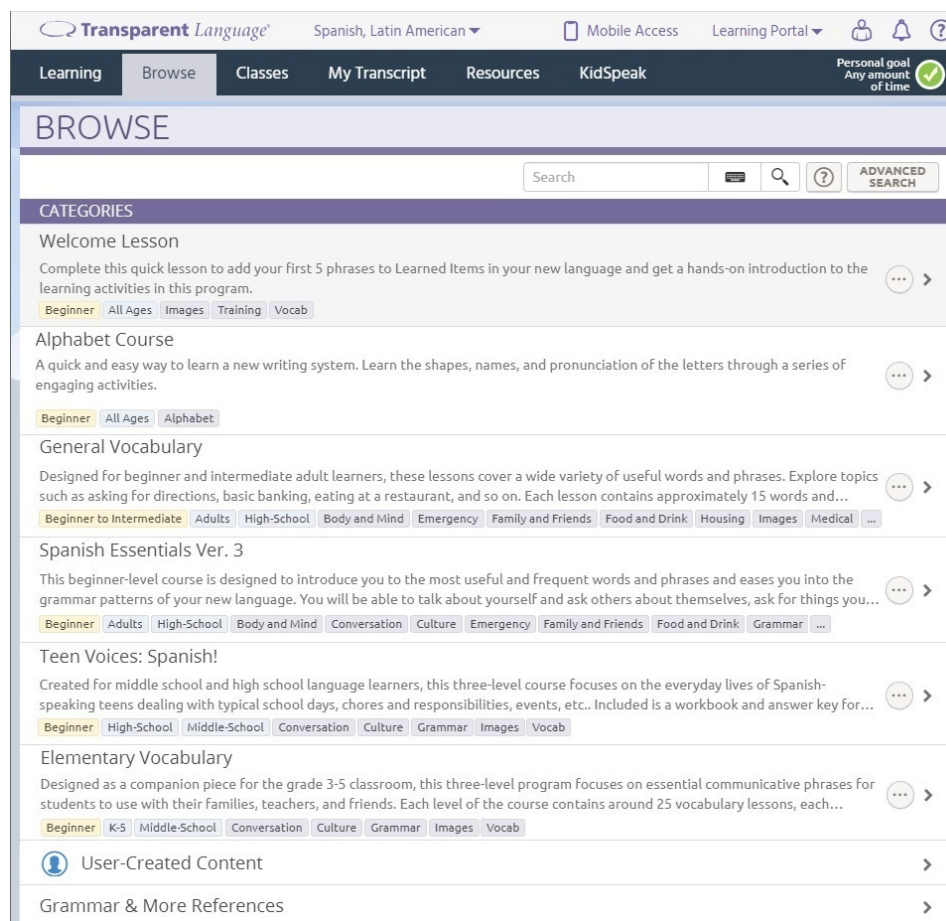 Transparent Language®
Spanish, Latin American
Mobile Access
Learning Portal
Learning
Browse
Classes
My Transcript
Resources
KidSpeak
Personal goal
Any amount
of time
BROWSE
Search
ADVANCED
SEARCH
CATEGORIES
Welcome Lesson
Complete this quick lesson to add your first 5 phrases to Learned Items in your new language and get a hands-on introduction to the
learning activities in this program.
Beginner All Ages Images Training Vocab
Alphabet Course
A quick and easy way to learn a new writing system. Learn the shapes, names, and pronunciation of the letters through a series of
engaging activities.
Beginner All Ages Alphabet
General Vocabulary
Designed for beginner and intermediate adult learners, these lessons cover a wide variety of useful words and phrases. Explore topics
such as asking for directions, basic banking, eating at a restaurant, and so on. Each lesson contains approximately 15 words and...
Beginner to Intermediate Adults High-School Body and Mind Emergency Family and Friends Food and Drink Housing Images Medical ...
Spanish Essentials Ver. 3
This beginner-level course is designed to introduce you to the most useful and frequent words and phrases and eases you into the
grammar patterns of your new language. You will be able to talk about yourself and ask others about themselves, ask for things you...
Beginner Adults High-School Body and Mind Conversation Culture Emergency Family and Friends Food and Drink Grammar ...
Teen Voices: Spanish!
Created for middle school and high school language learners, this three-level course focuses on the everyday lives of Spanish-
speaking teens dealing with typical school days, chores and responsibilities, events, etc.. Included is a workbook and answer key for...
Beginner High-School Middle-School Conversation Culture Grammar Images Vocab
Elementary Vocabulary
Designed as a companion piece for the grade 3-5 classroom, this three-level program focuses on essential communicative phrases for
students to use with their families, teachers, and friends. Each level of the course contains around 25 vocabulary lessons, each...
Beginner K-5 Middle-School Conversation Culture Grammar Images Vocab
User-Created Content
Grammar & More References